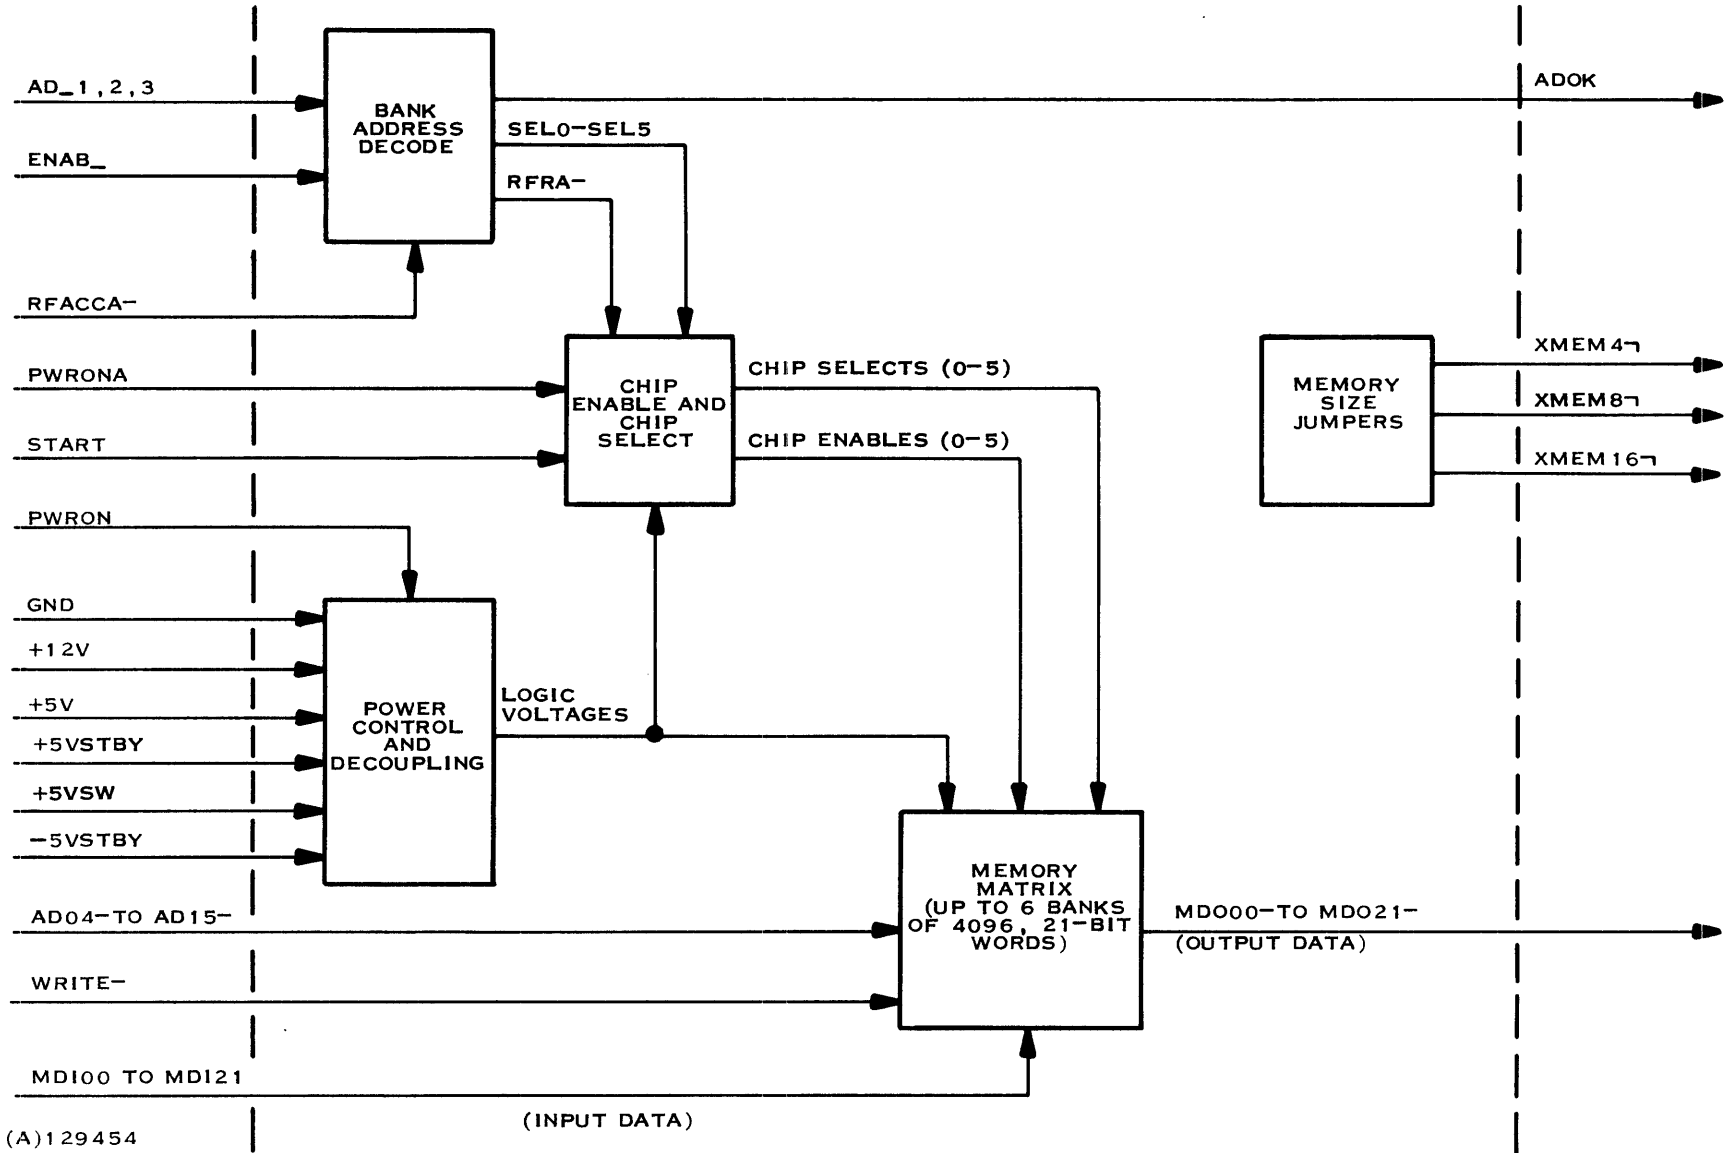 AD_1,2,3
BANK
ADDRESS
DECODE
ADOK
SEL0-SEL5
ENAB_
RFRA-
RFACCA-
PWRONA
CHIP
ENABLE AND
CHIP
SELECT
CHIP SELECTS (0-5)
START
CHIP ENABLES (0-5)
MEMORY
SIZE
JUMPERS
XMEM4¬
XMEM8¬
XMEM16¬
PWRON
GND
+12V
+5V
+5VSTBY
+5VSW
-5VSTBY
POWER
CONTROL
AND
DECOUPLING
LOGIC
VOLTAGES
MEMORY
MATRIX
(UP TO 6 BANKS
OF 4096, 21-BIT
WORDS)
AD04-TO AD15-
MDO00-TO MDO21-
(OUTPUT DATA)
WRITE-
MDI00 TO MDI21
(INPUT DATA)
(A)129454